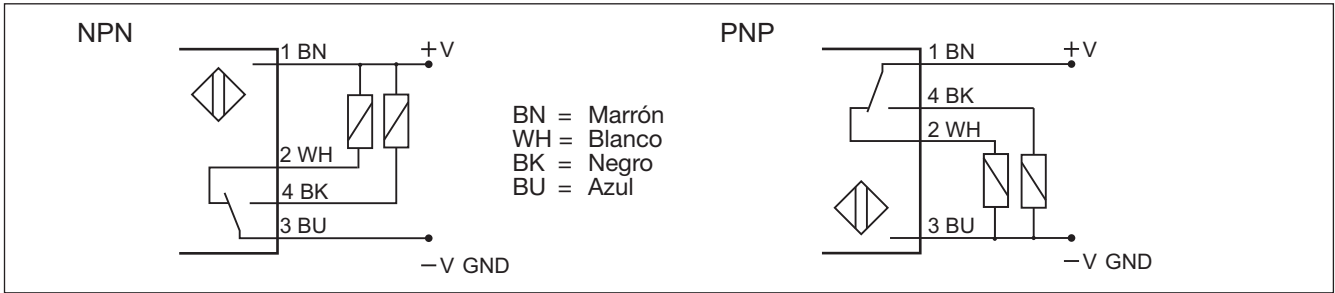 NPN
1 BN
+V
2 WH
4 BK
3 BU
−V GND
BN = Marrón
WH = Blanco
BK = Negro
BU = Azul
PNP
1 BN
+V
4 BK
2 WH
3 BU
−V GND